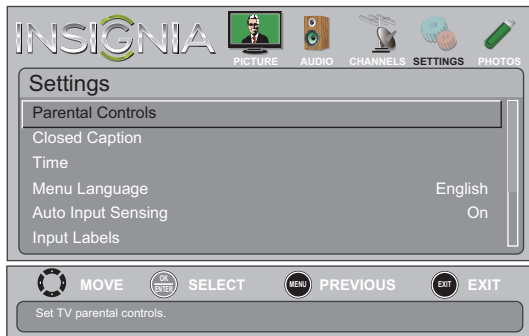 INSIGNIA
PICTURE AUDIO CHANNELS SETTINGS PHOTOS
Settings
Parental Controls
Closed Caption
Time
Menu Language English
Auto Input Sensing On
Input Labels
MOVE OK ENTER SELECT MENU PREVIOUS EXIT EXIT
Set TV parental controls.